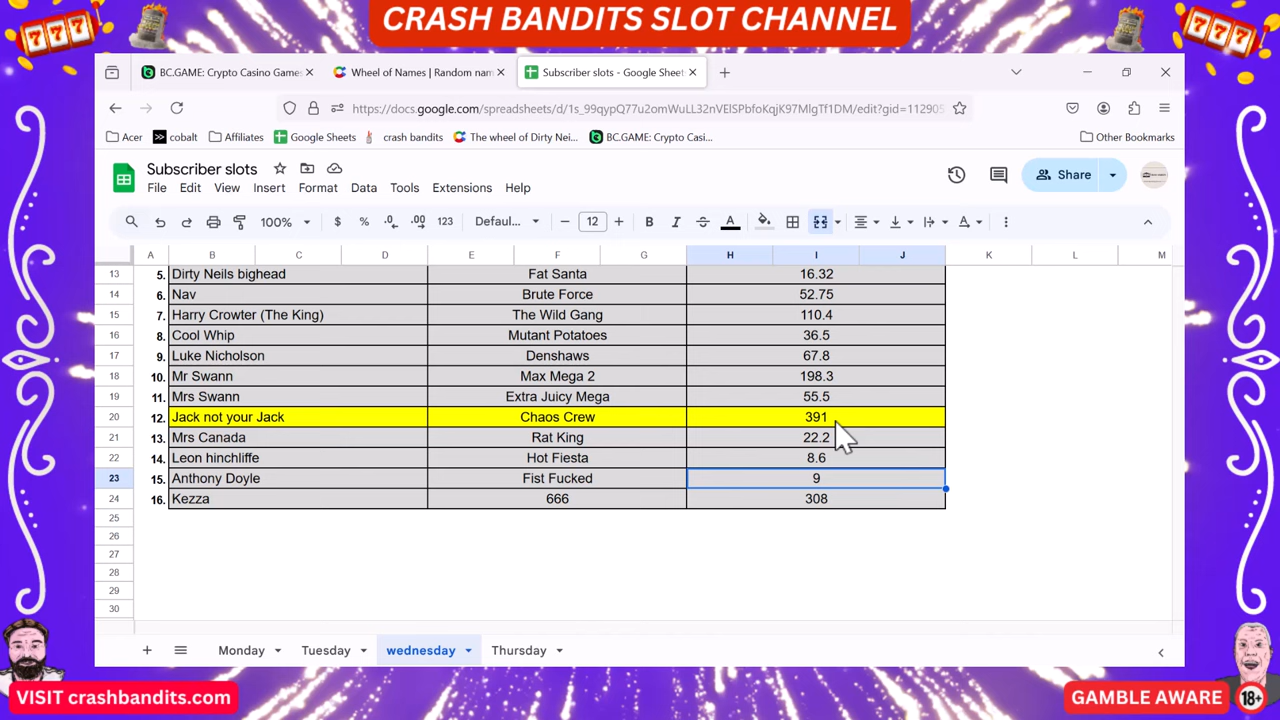 CRASH BANDITS SLOT CHANNEL
777
777
BC.GAME: Crypto Casino Game
Wheel of Names | Random nam
Subscriber slots - Google Sheet
https://docs.google.com/spreadsheets/d/1s_99qypQ77u2omWuLL32nVElSPbfoKqjK97MlgTf1DM/edit?gid=112905
Acer
cobalt
Affiliates
Google Sheets
crash bandits
The wheel of Dirty Nei...
BC.GAME: Crypto Casi...
Other Bookmarks
Subscriber slots
File Edit View Insert Format Data Tools Extensions Help
Share
100% $ % .0 .00 123 Defaul... 12 B I A
A B C D E F G H I J K L M
13 5. Dirty Neils bighead Fat Santa 16.32
14 6. Nav Brute Force 52.75
15 7. Harry Crowter (The King) The Wild Gang 110.4
16 8. Cool Whip Mutant Potatoes 36.5
17 9. Luke Nicholson Denshaws 67.8
18 10. Mr Swann Max Mega 2 198.3
19 11. Mrs Swann Extra Juicy Mega 55.5
20 12. Jack not your Jack Chaos Crew 391
21 13. Mrs Canada Rat King 22.2
22 14. Leon hinchliffe Hot Fiesta 8.6
23 15. Anthony Doyle Fist Fucked 9
24 16. Kezza 666 308
25
26
27
28
29
30
Monday Tuesday wednesday Thursday
VISIT crashbandits.com
GAMBLE AWARE 18+